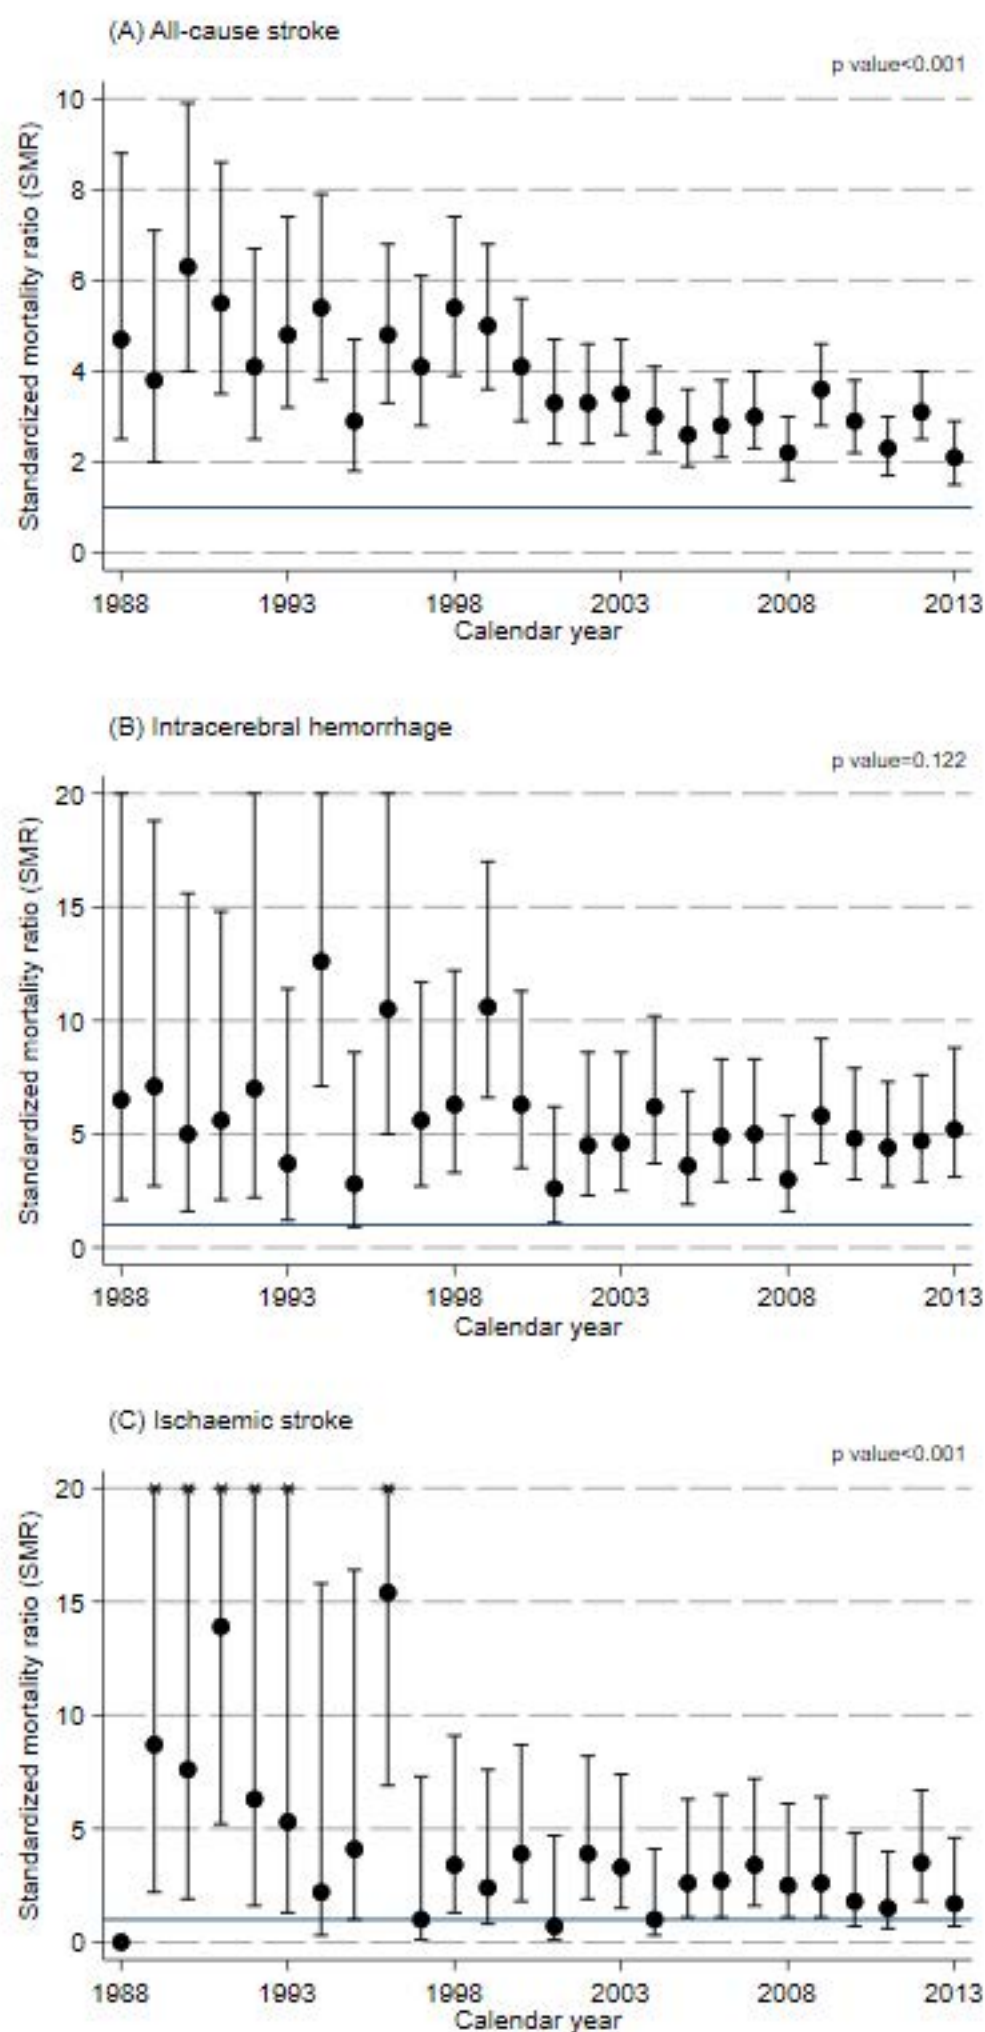 (A) All-cause stroke
p value<0.001
Standardized mortality ratio (SMR)
10
8
6
4
2
0
1988 1993 1998 2003 2008 2013
Calendar year
(B) Intracerebral hemorrhage
p value=0.122
Standardized mortality ratio (SMR)
20
15
10
5
0
1988 1993 1998 2003 2008 2013
Calendar year
(C) Ischaemic stroke
p value<0.001
Standardized mortality ratio (SMR)
20
15
10
5
0
1988 1993 1998 2003 2008 2013
Calendar year